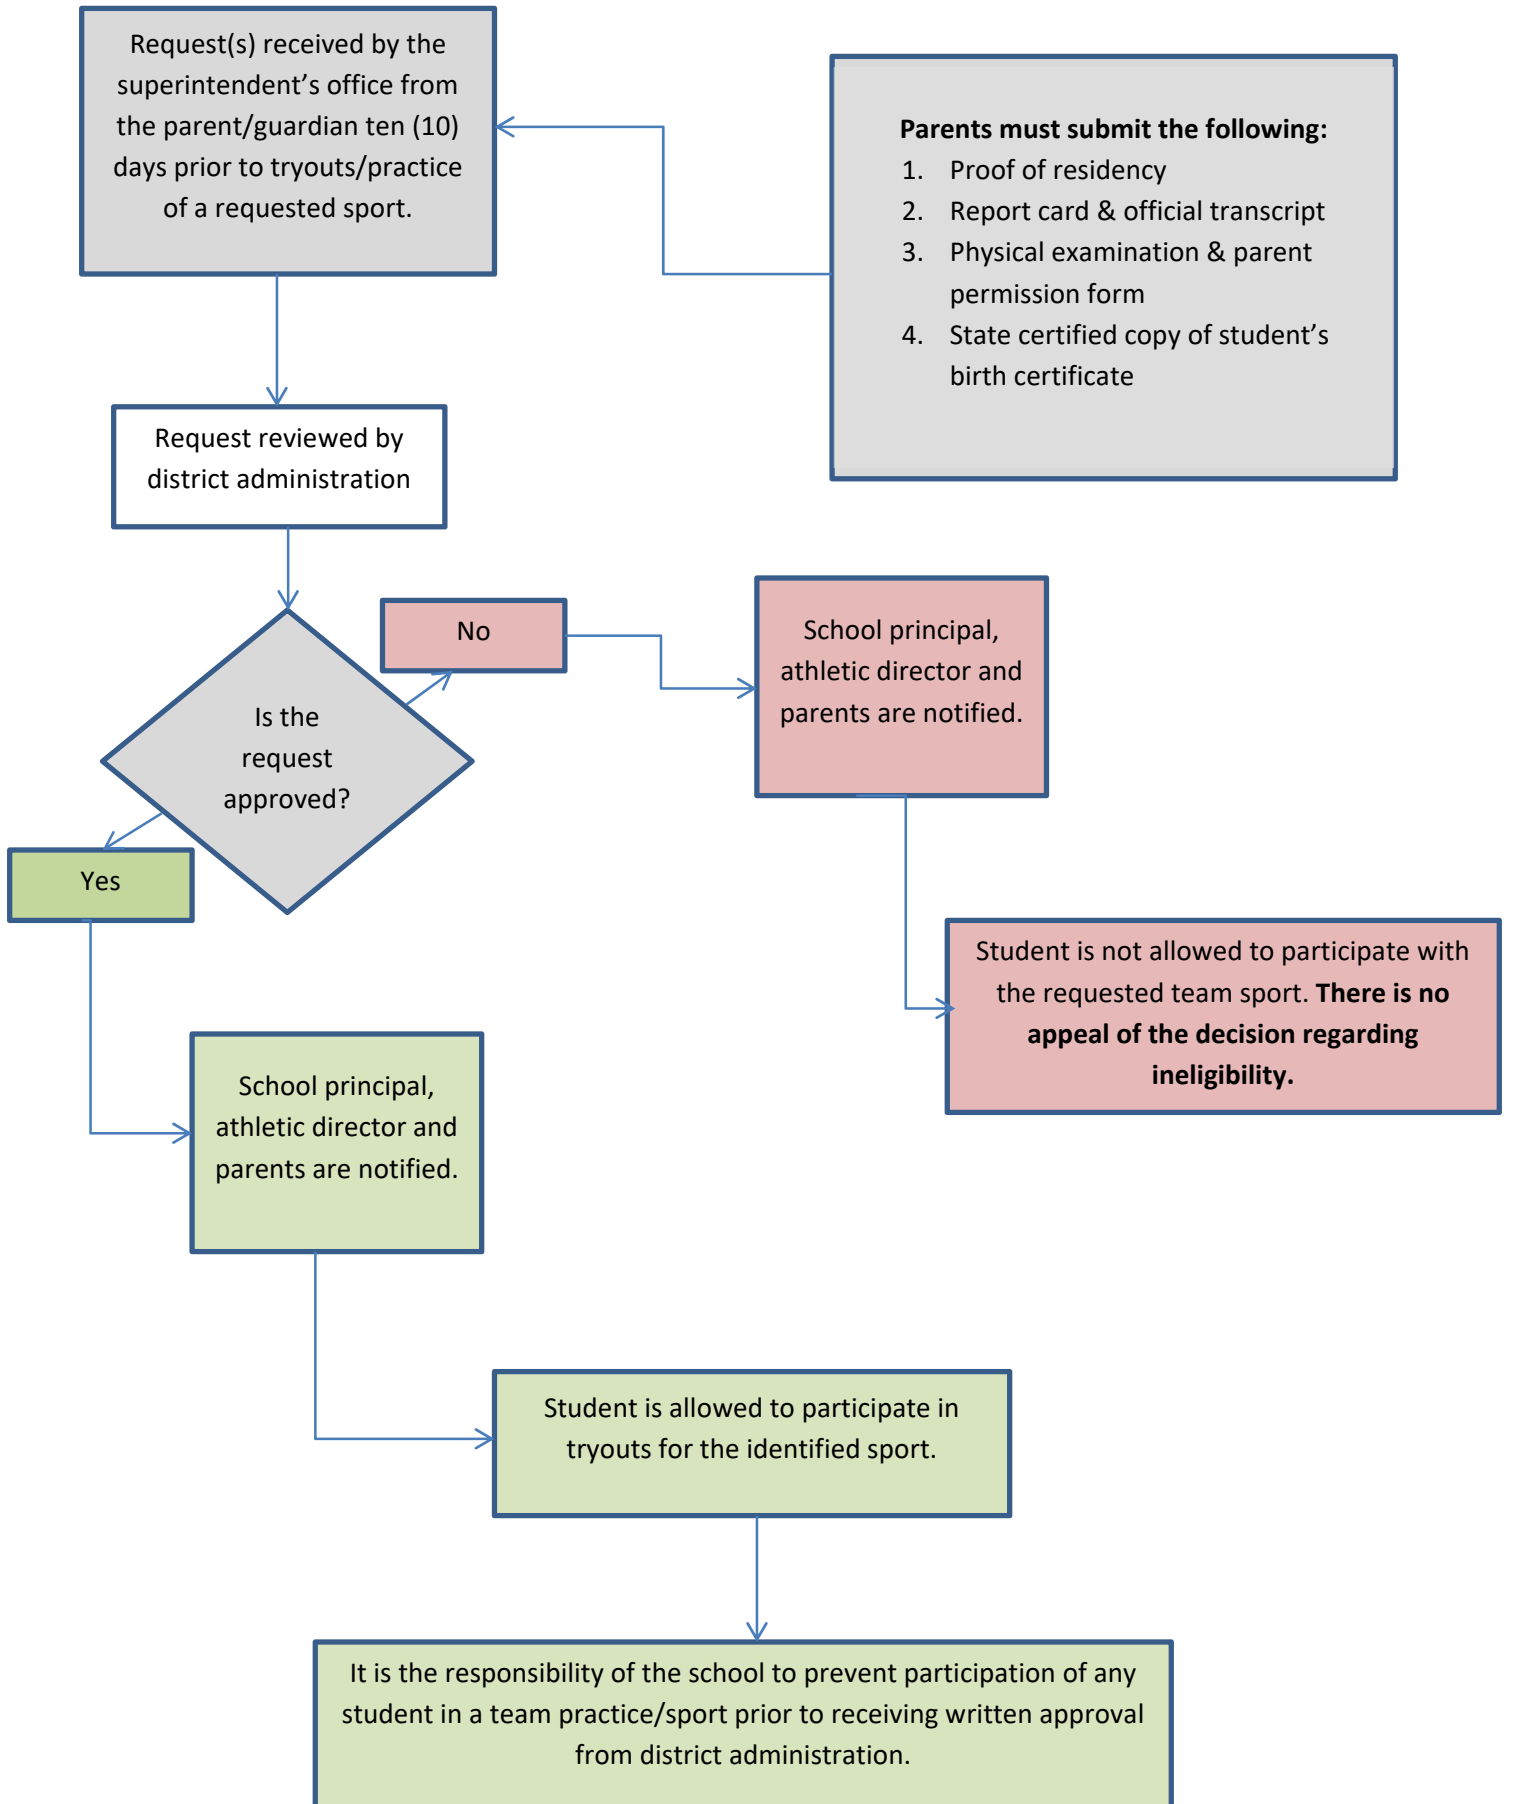 Request(s) received by the
superintendent’s office from
the parent/guardian ten (10)
days prior to tryouts/practice
of a requested sport.
Parents must submit the following:
1. Proof of residency
2. Report card & official transcript
3. Physical examination & parent
permission form
4. State certified copy of student’s
birth certificate
Request reviewed by
district administration
Is the
request
approved?
No
School principal,
athletic director and
parents are notified.
Student is not allowed to participate with
the requested team sport. There is no
appeal of the decision regarding
ineligibility.
Yes
School principal,
athletic director and
parents are notified.
Student is allowed to participate in
tryouts for the identified sport.
It is the responsibility of the school to prevent participation of any
student in a team practice/sport prior to receiving written approval
from district administration.